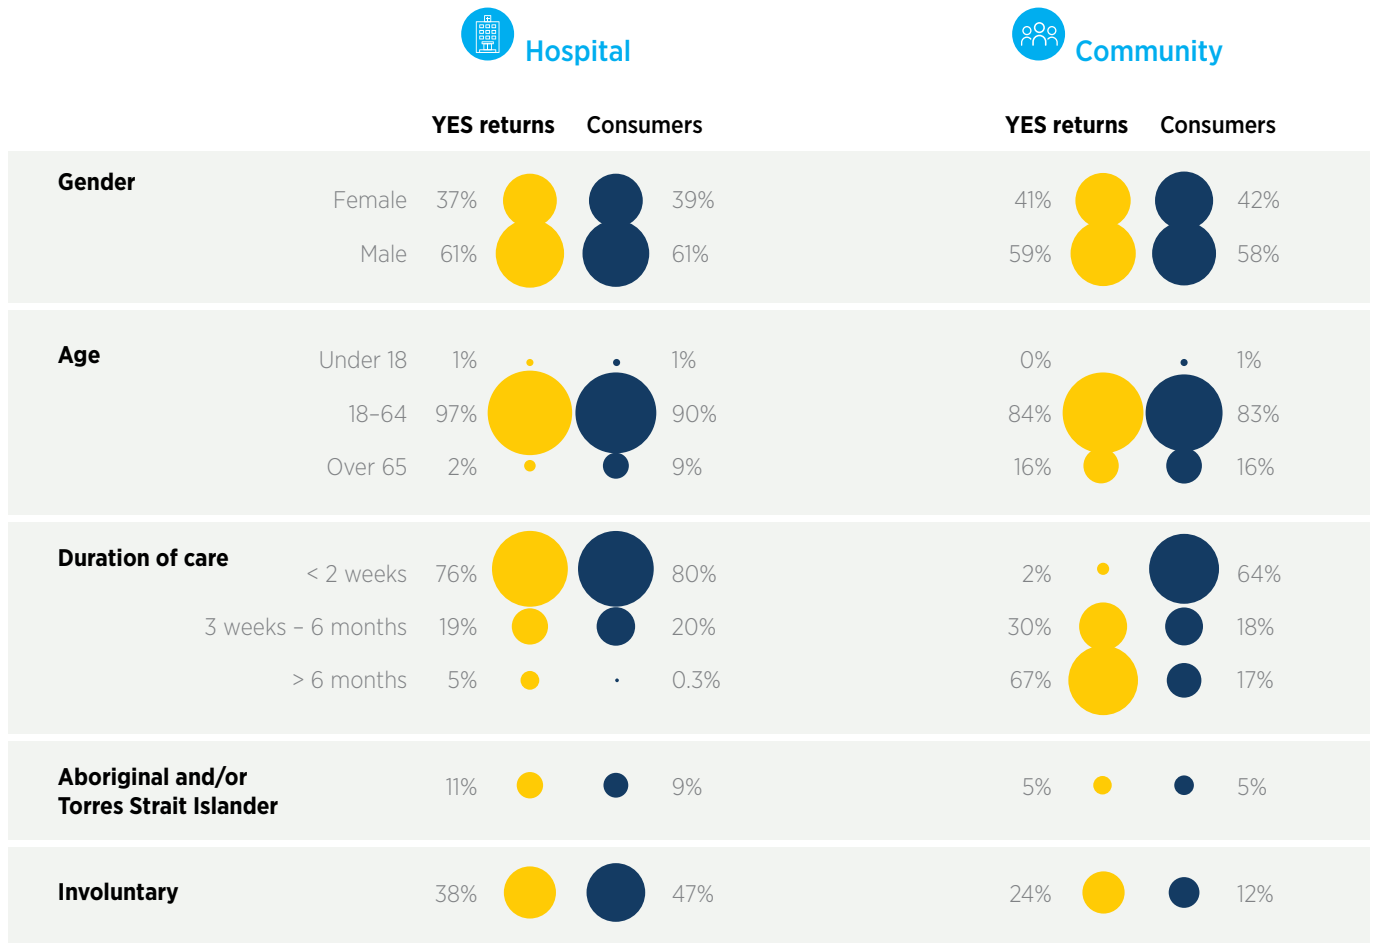 Hospital Community
YES returns Consumers YES returns Consumers
Gender
Female 37% 39% 41% 42%
Male 61% 61% 59% 58%
Age
Under 18 1% 1% 0% 1%
18–64 97% 90% 84% 83%
Over 65 2% 9% 16% 16%
Duration of care
< 2 weeks 76% 80% 2% 64%
3 weeks – 6 months 19% 20% 30% 18%
> 6 months 5% 0.3% 67% 17%
Aboriginal and/or
Torres Strait Islander
11% 9% 5% 5%
Involuntary 38% 47% 24% 12%